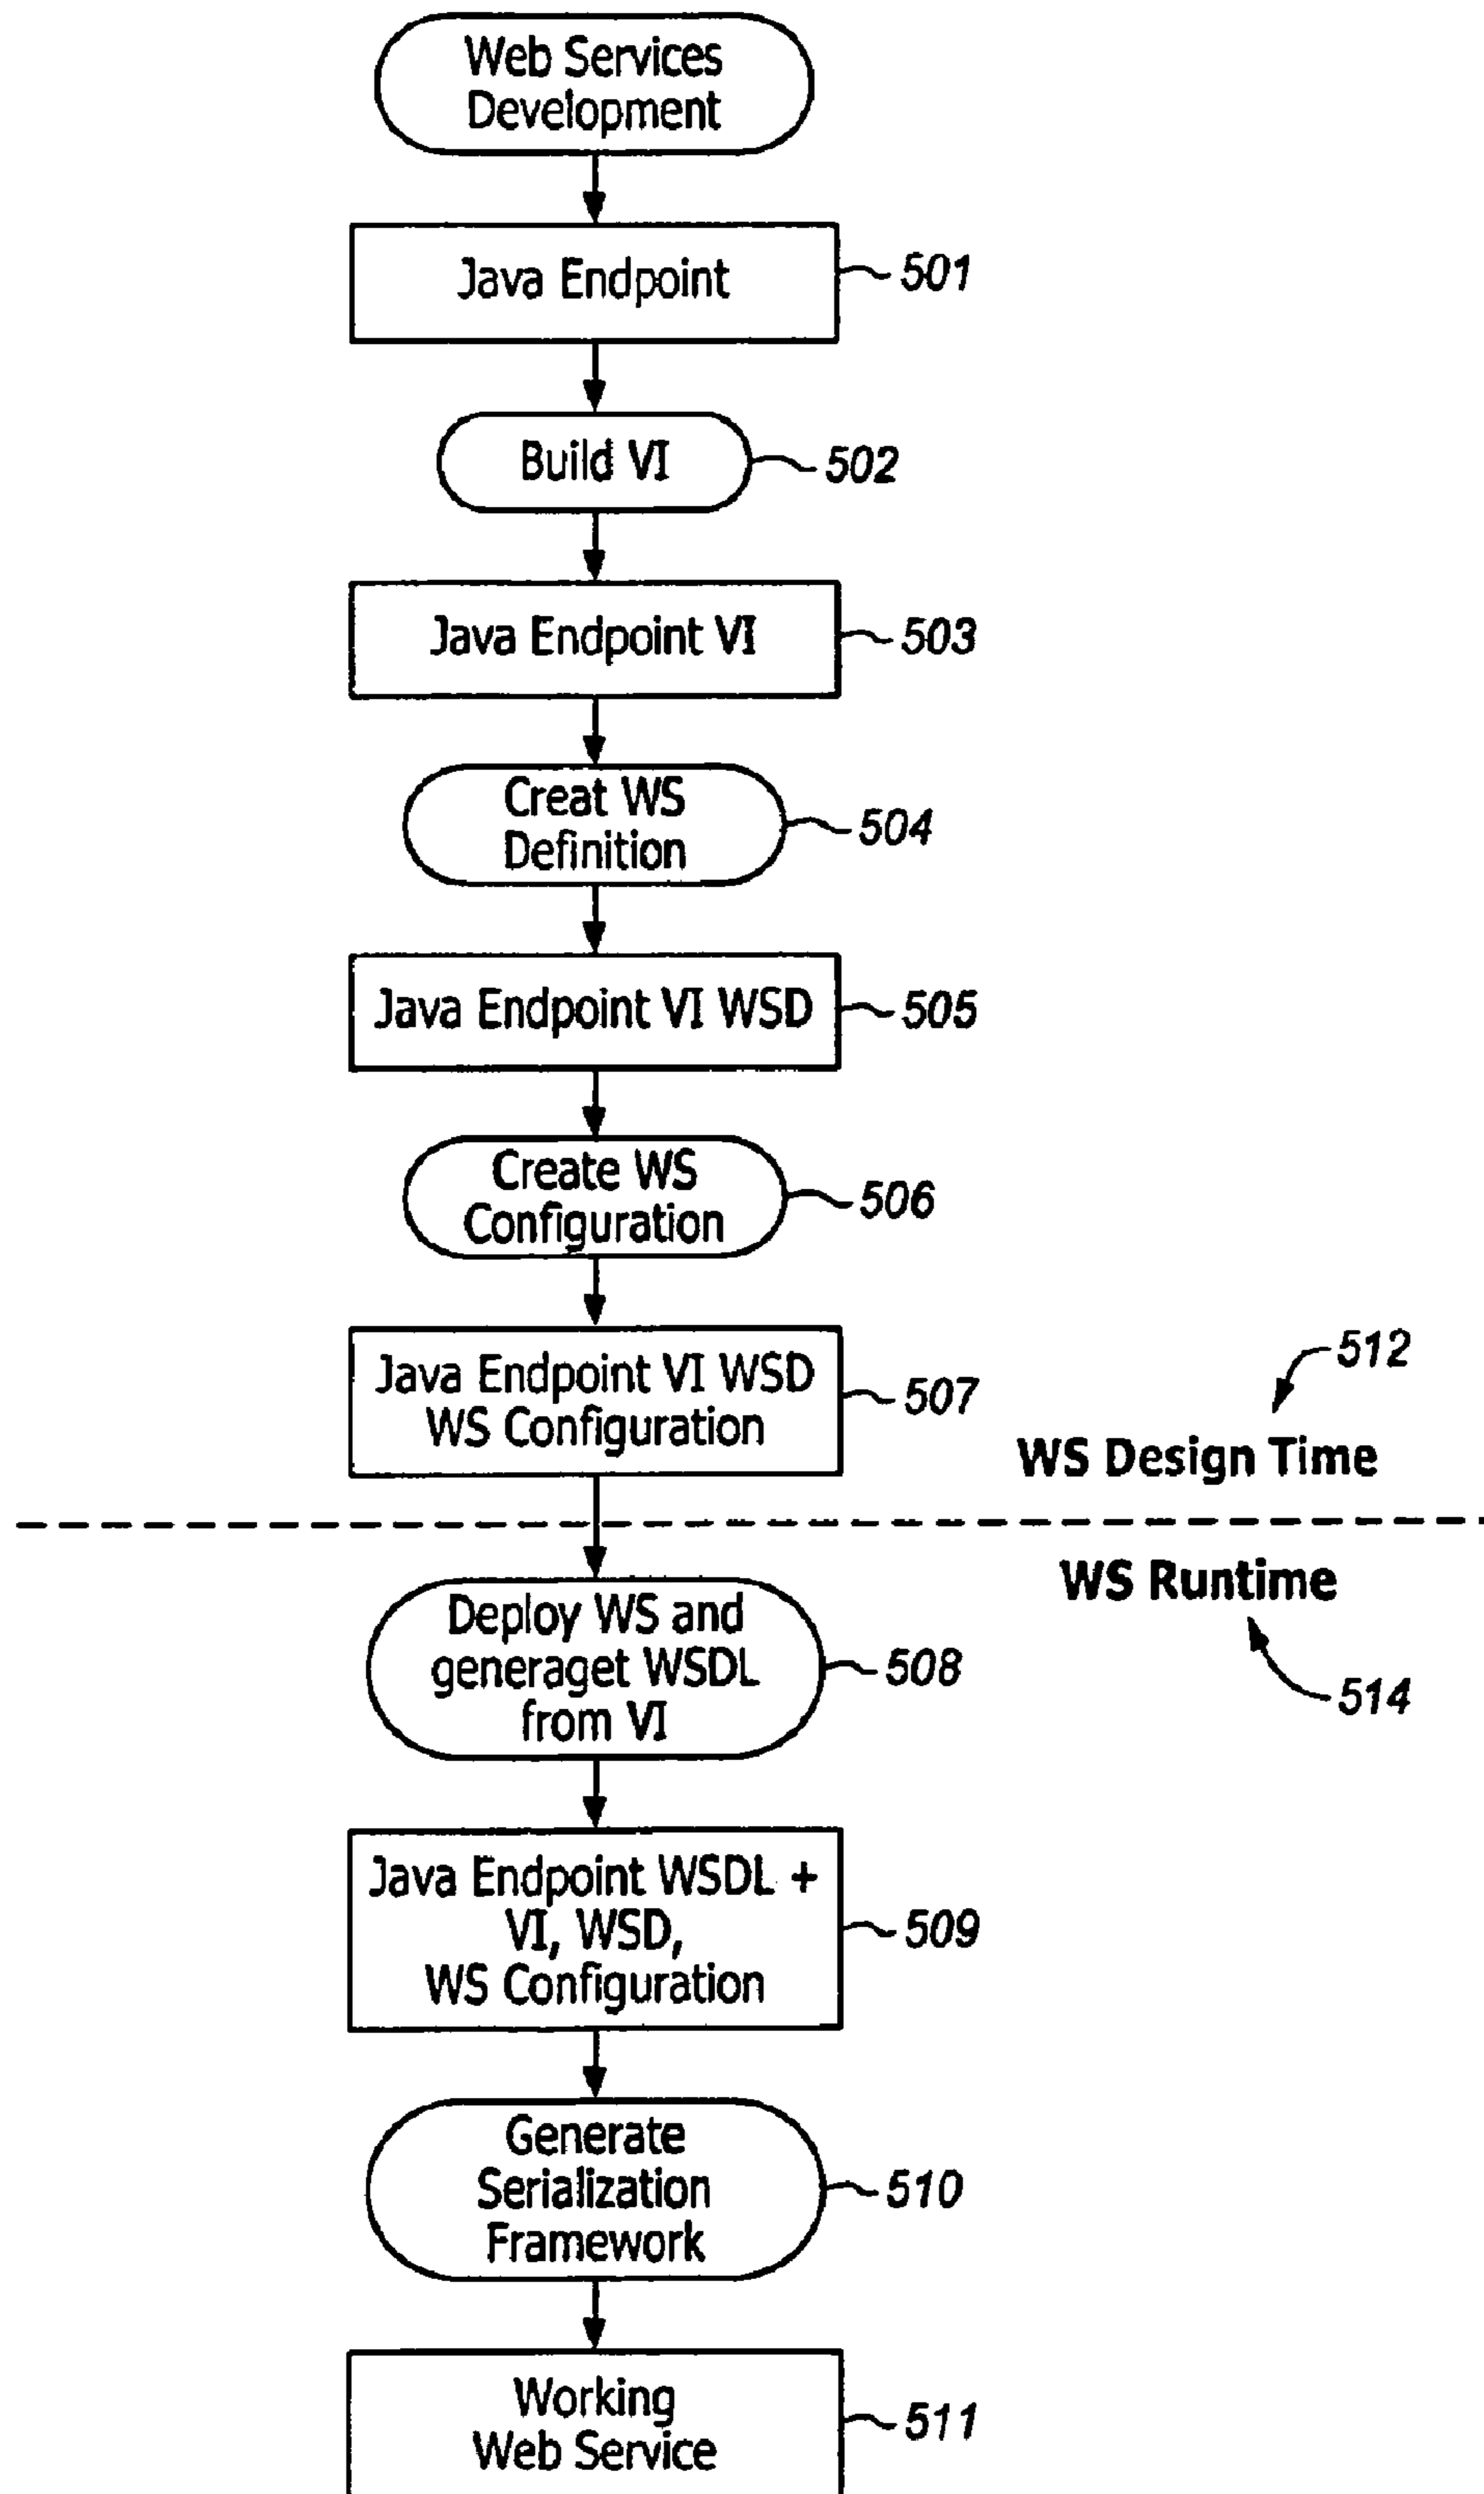 Web Services
Development
Java Endpoint
501
Build VI
502
Java Endpoint VI
503
Creat WS
Definition
504
Java Endpoint VI WSD
505
Create WS
Configuration
506
Java Endpoint VI WSD
WS Configuration
507
512
WS Design Time
WS Runtime
514
Deploy WS and
generaget WSDL
from VI
508
Java Endpoint WSDL +
VI, WSD,
WS Configuration
509
Generate
Serialization
Framework
510
Working
Web Service
511